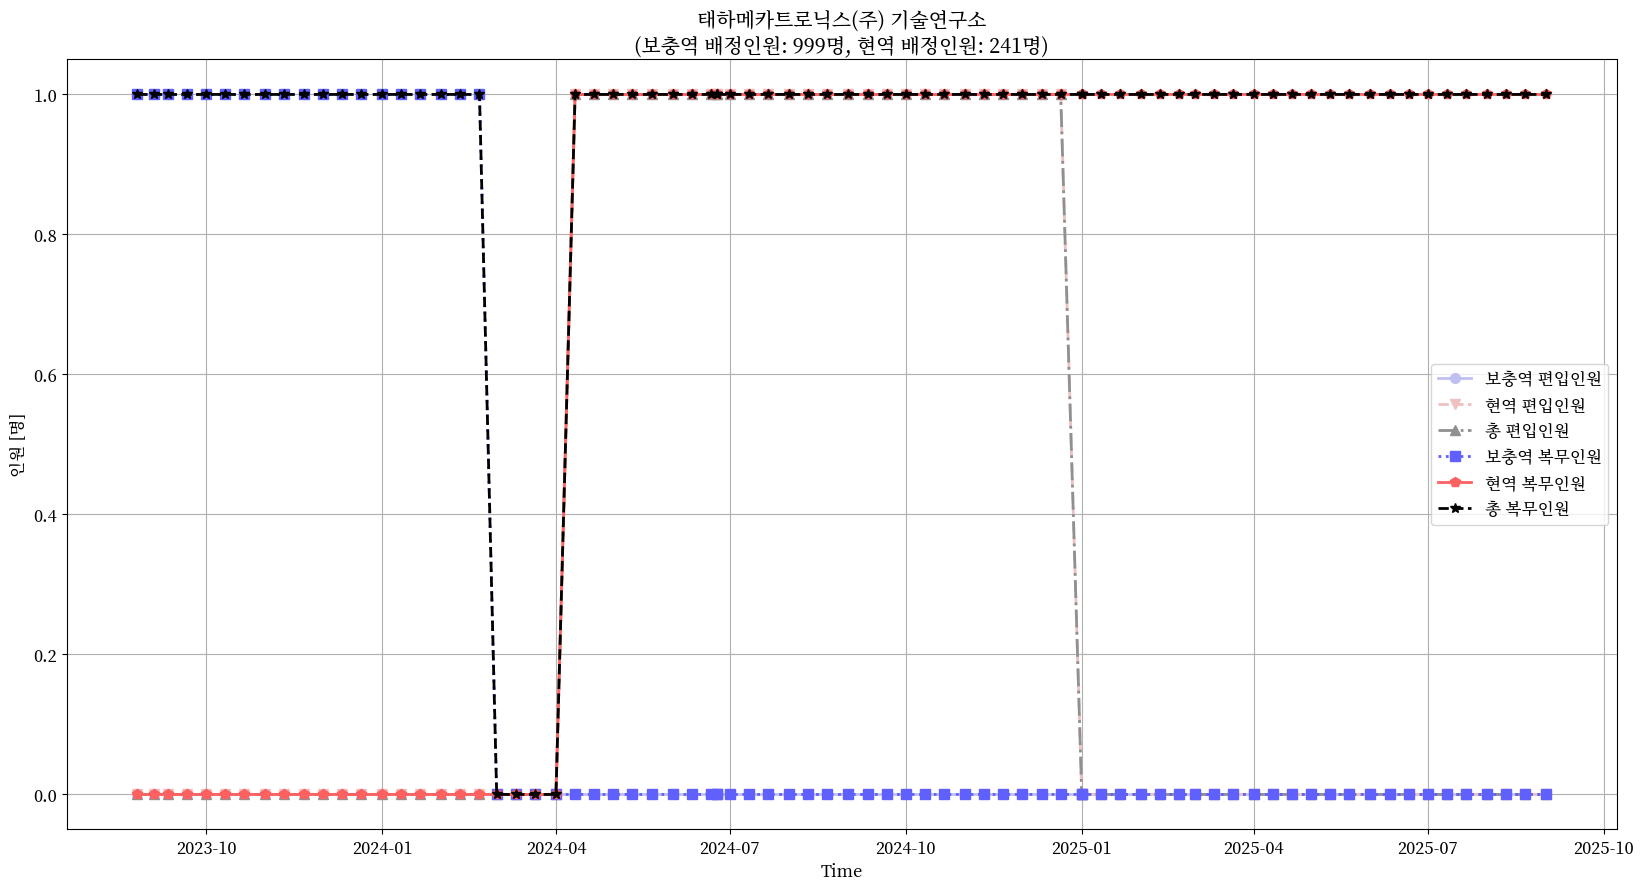 태하메카트로닉스(주) 기술연구소
(보충역 배정인원: 999명, 현역 배정인원: 241명)
1.0
0.8
0.6
0.4
0.2
0.0
인원 [명]
보충역 편입인원
현역 편입인원
총 편입인원
보충역 복무인원
현역 복무인원
총 복무인원
2023-10
2024-01
2024-04
2024-07
2024-10
2025-01
2025-04
2025-07
2025-10
Time